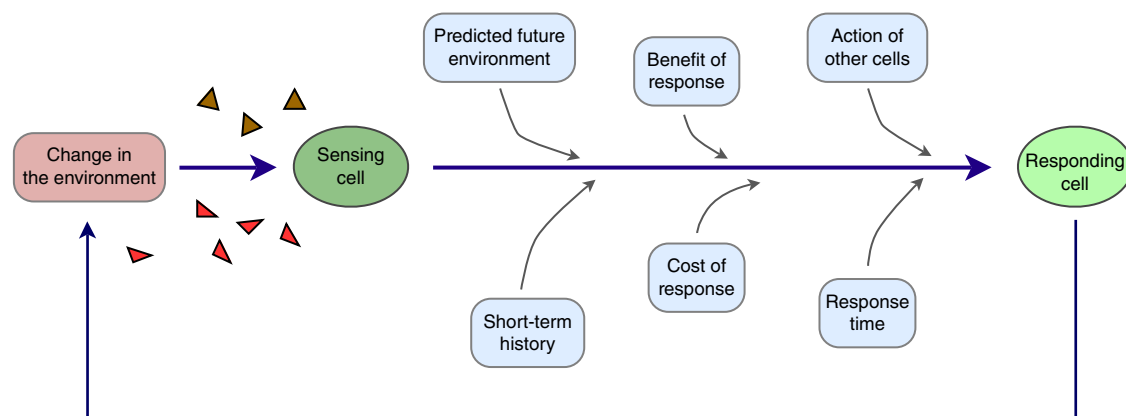 Change in
the environment
Sensing
cell
Predicted future
environment
Benefit of
response
Action of
other cells
Short-term
history
Cost of
response
Response
time
Responding
cell